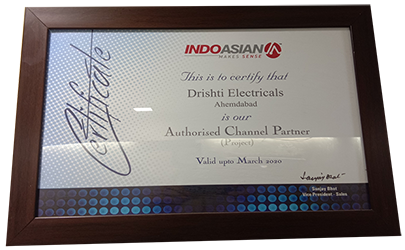 Certificate
INDOASIAN
MAKES SENSE
This is to certify that
Drishti Electricals
Ahemdabad
is our
Authorised Channel Partner
(Project)
Valid upto March 2020
Sanjay Bhat
Vice President - Sales